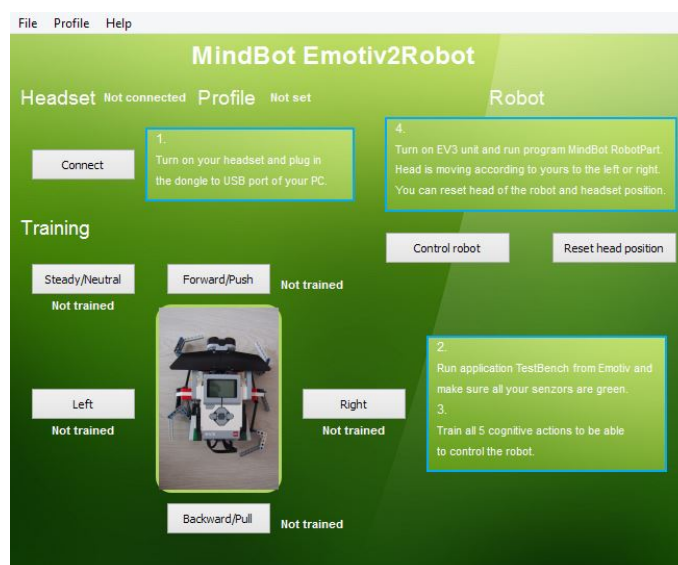 File Profile Help
MindBot Emotiv2Robot
Headset Not connected Profile Not set
Robot
Connect
1.
Turn on your headset and plug in
the dongle to USB port of your PC.
4.
Turn on EV3 unit and run program MindBot RobotPart.
Head is moving according to yours to the left or right.
You can reset head of the robot and headset position.
Training
Control robot
Reset head position
Steady/Neutral
Not trained
Forward/Push
Not trained
Left
Not trained
Right
Not trained
2.
Run application TestBench from Emotiv and
make sure all your senzors are green.
3.
Train all 5 cognitive actions to be able
to control the robot.
Backward/Pull
Not trained